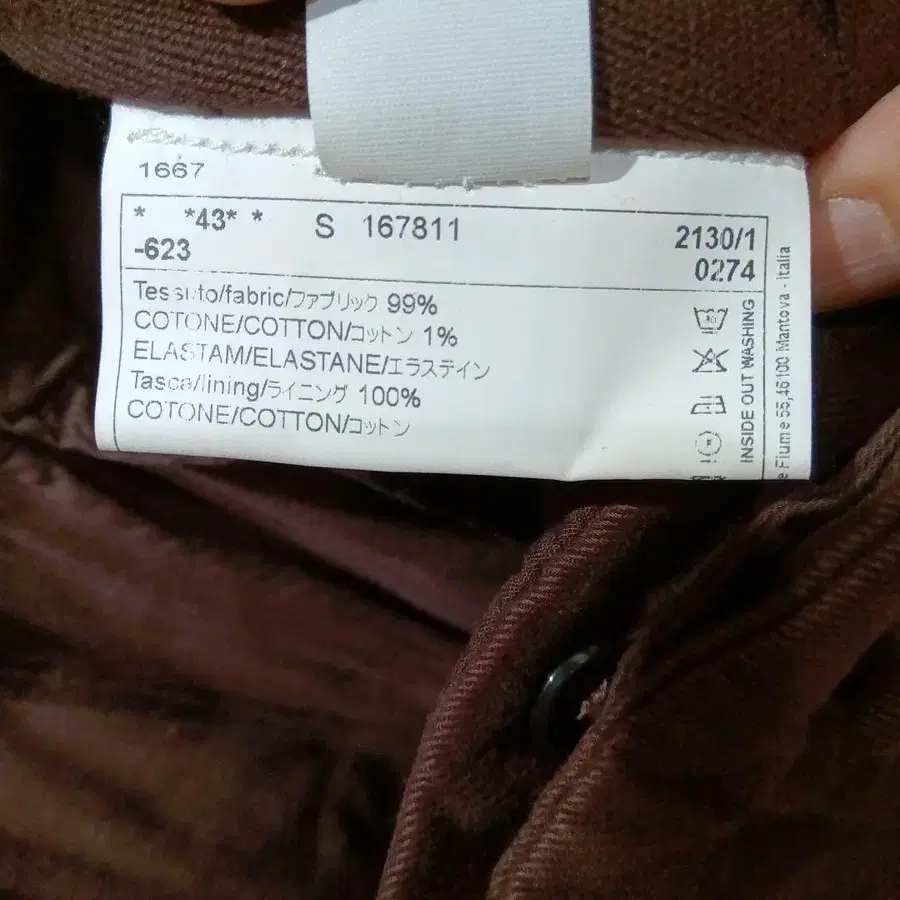 1667
* *43* * S 167811 2130/1
-623 0274
Tessuto/fabric/ファブリック 99%
COTONE/COTTON/コットン 1%
ELASTAM/ELASTANE/エラステイン
Tasca/lining/ライニング 100%
COTONE/COTTON/コットン
30
INSIDE OUT WASHING
e Fiume 55,46100 Mantova - Italia